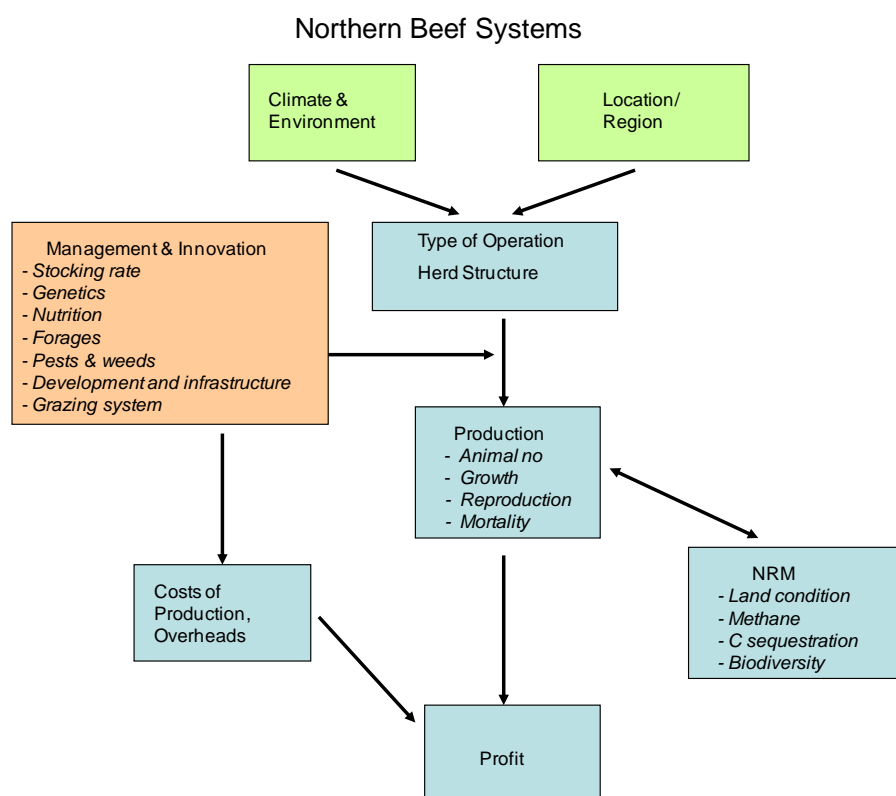 Northern Beef Systems
Climate &
Environment
Location/
Region
Management & Innovation
- Stocking rate
- Genetics
- Nutrition
- Forages
- Pests & weeds
- Development and infrastructure
- Grazing system
Type of Operation
Herd Structure
Production
- Animal no
- Growth
- Reproduction
- Mortality
Costs of
Production,
Overheads
NRM
- Land condition
- Methane
- C sequestration
- Biodiversity
Profit